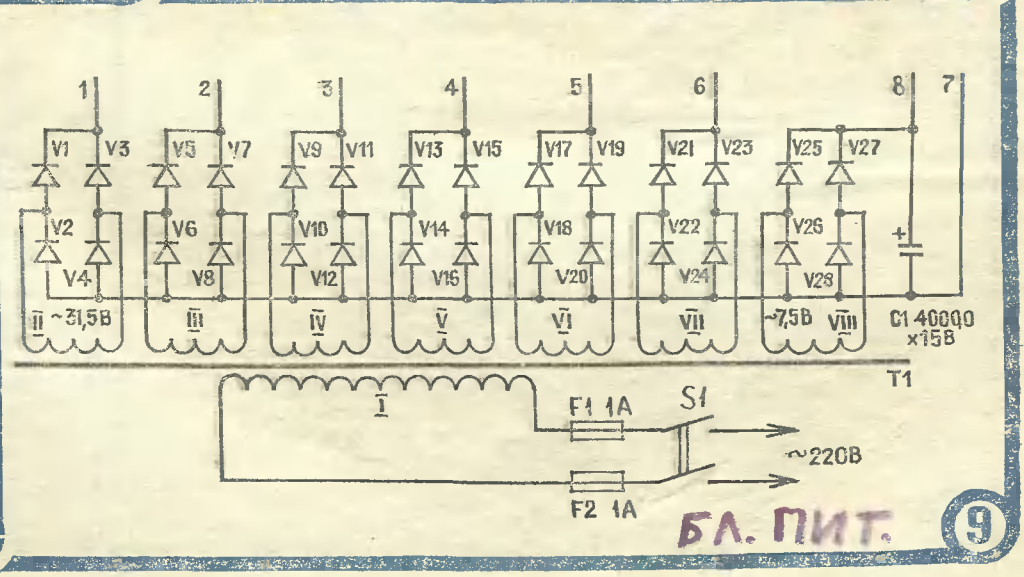 1 2 3 4 5 6 8 7
V1 V3 V5 V7 V9 V11 V13 V15 V17 V19 V21 V23 V25 V27
V2 V6 V10 V14 V18 V22 V26
+
V4 V8 V12 V16 V20 V24 V28
II ~31,5В III IV V VI VII ~7,5В VIII C1 4000,0
×15В
T1
I
F1 1A S1
~220В
F2 1A
БЛ. ПИТ.
9